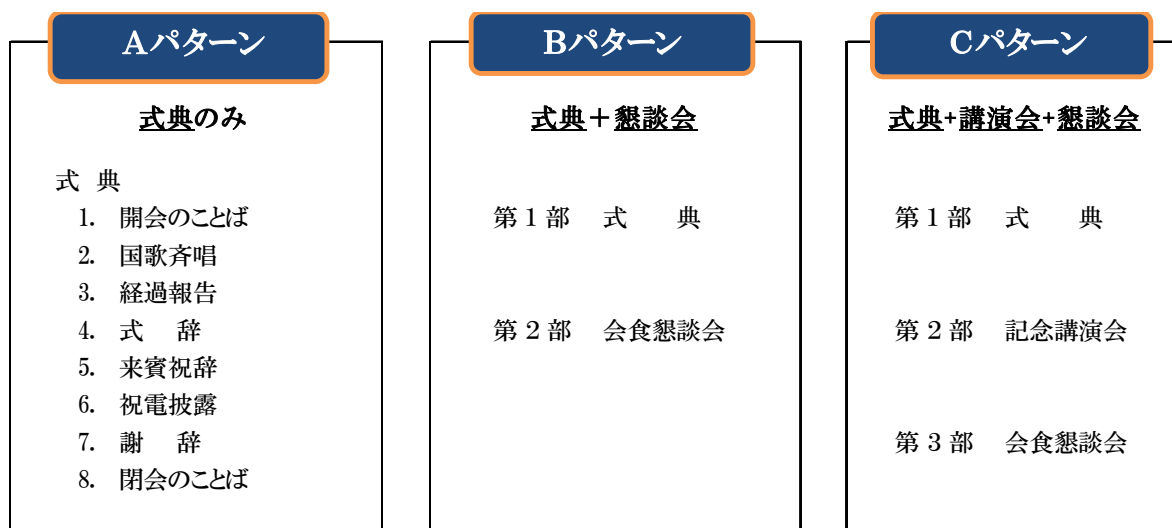 Aパターン
式典のみ
式 典
1. 開会のことば
2. 国歌斉唱
3. 経過報告
4. 式 辞
5. 来賓祝辞
6. 祝電披露
7. 謝 辞
8. 閉会のことば
Bパターン
式典＋懇談会
第1部 式 典
第2部 会食懇談会
Cパターン
式典+講演会+懇談会
第1部 式 典
第2部 記念講演会
第3部 会食懇談会